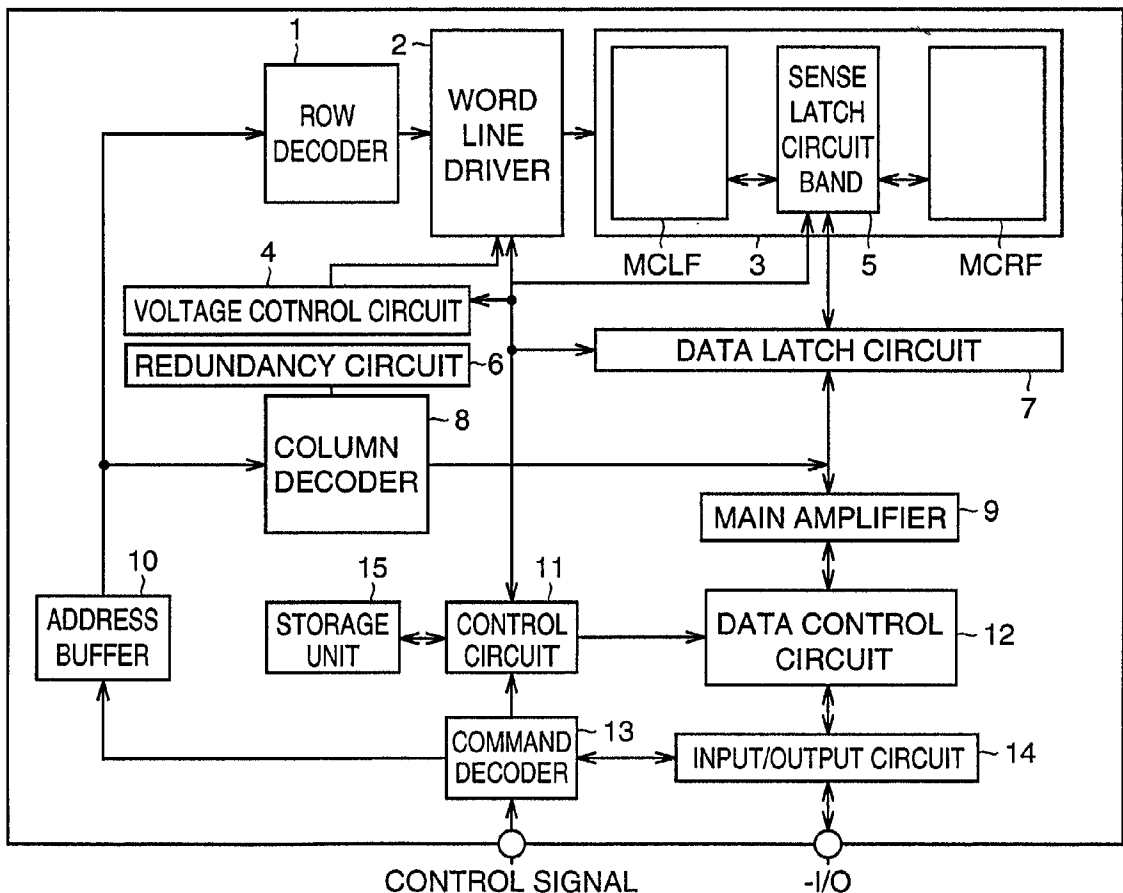 1
ROW
DECODER
2
WORD
LINE
DRIVER
SENSE
LATCH
CIRCUIT
BAND
MCLF
3
5
MCRF
4
VOLTAGE COTNROL CIRCUIT
REDUNDANCY CIRCUIT
6
DATA LATCH CIRCUIT
7
8
COLUMN
DECODER
MAIN AMPLIFIER
9
10
ADDRESS
BUFFER
15
STORAGE
UNIT
11
CONTROL
CIRCUIT
DATA CONTROL
CIRCUIT
12
13
COMMAND
DECODER
INPUT/OUTPUT CIRCUIT
14
CONTROL SIGNAL
-I/O